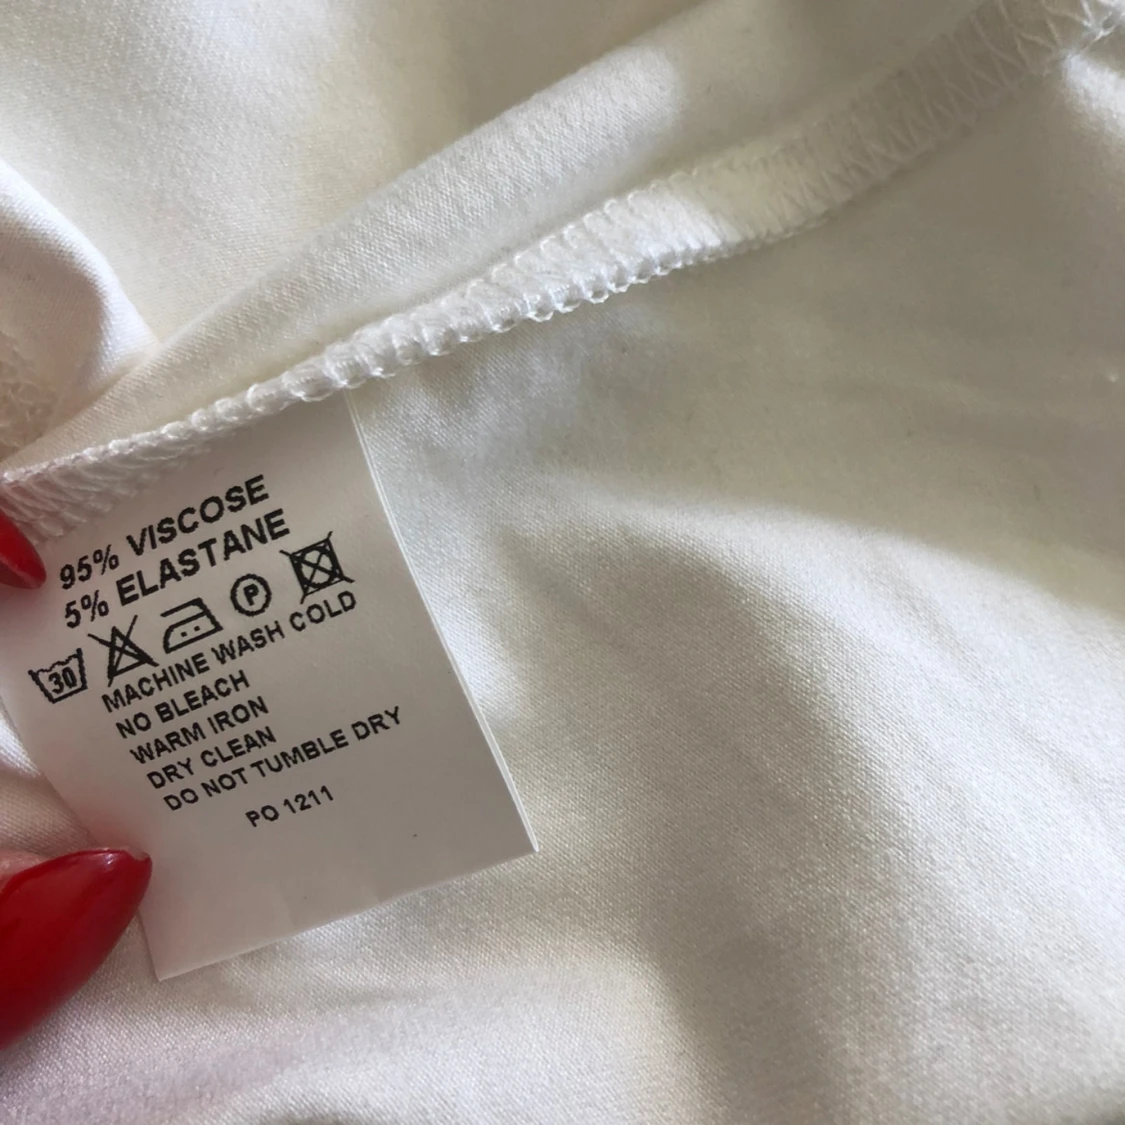 95% VISCOSE
5% ELASTANE
30 P
MACHINE WASH COLD
NO BLEACH
WARM IRON
DRY CLEAN
DO NOT TUMBLE DRY
PO 1211